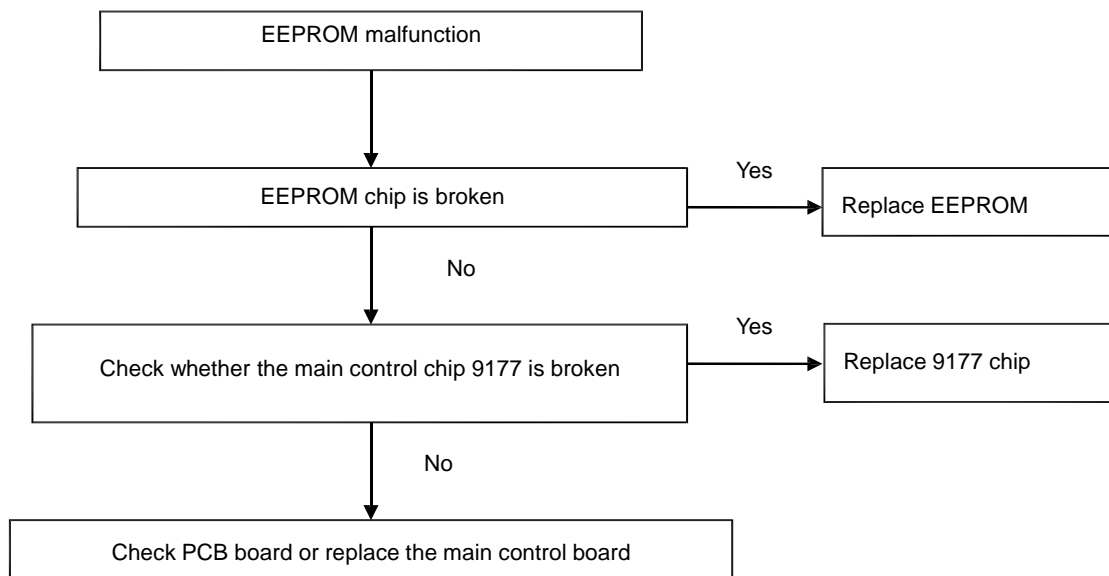 EEPROM malfunction
EEPROM chip is broken
Yes
Replace EEPROM
No
Check whether the main control chip 9177 is broken
Yes
Replace 9177 chip
No
Check PCB board or replace the main control board